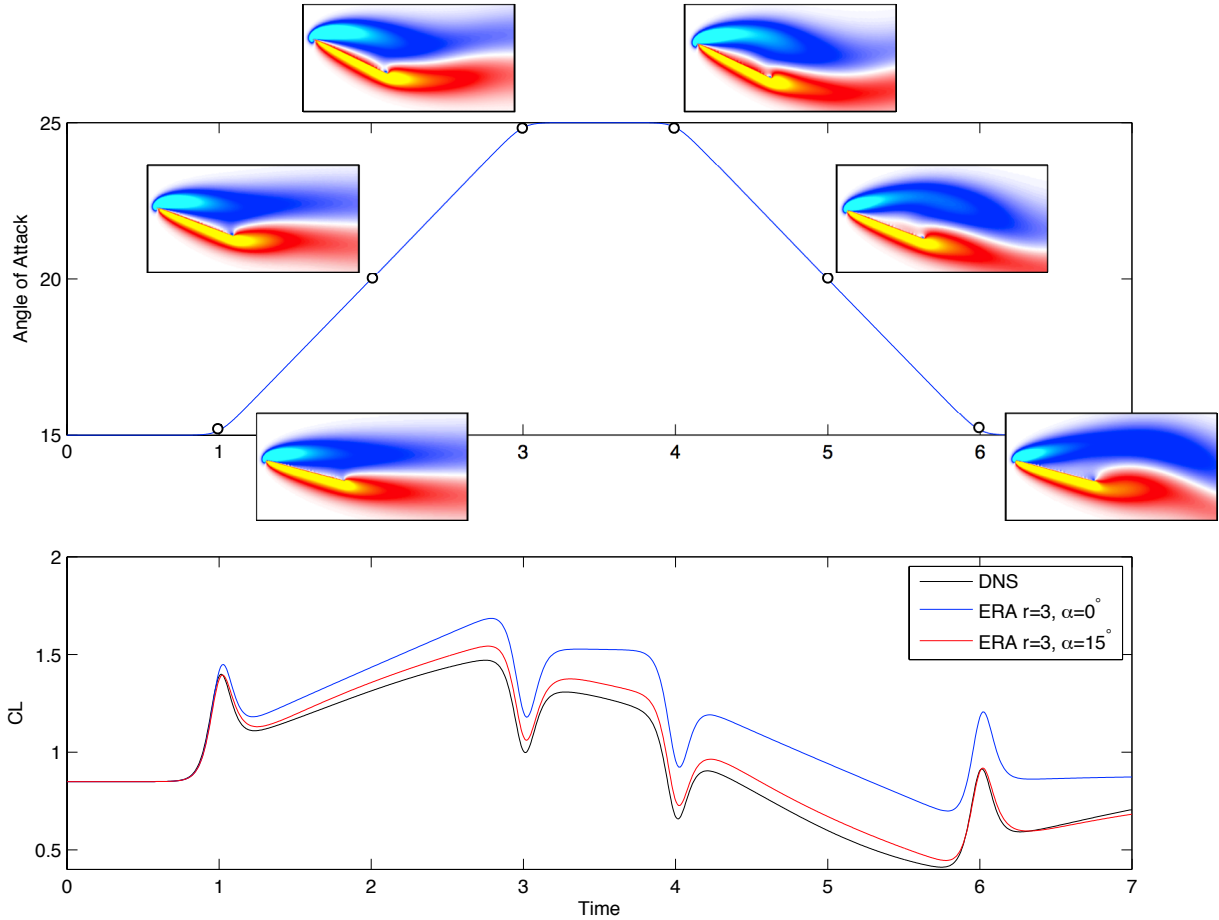 25
20
15
Angle of Attack
0 1 2 3 4 5 6
2
1.5
1
0.5
CL
DNS
ERA r=3, α=0°
ERA r=3, α=15°
0 1 2 3 4 5 6 7
Time